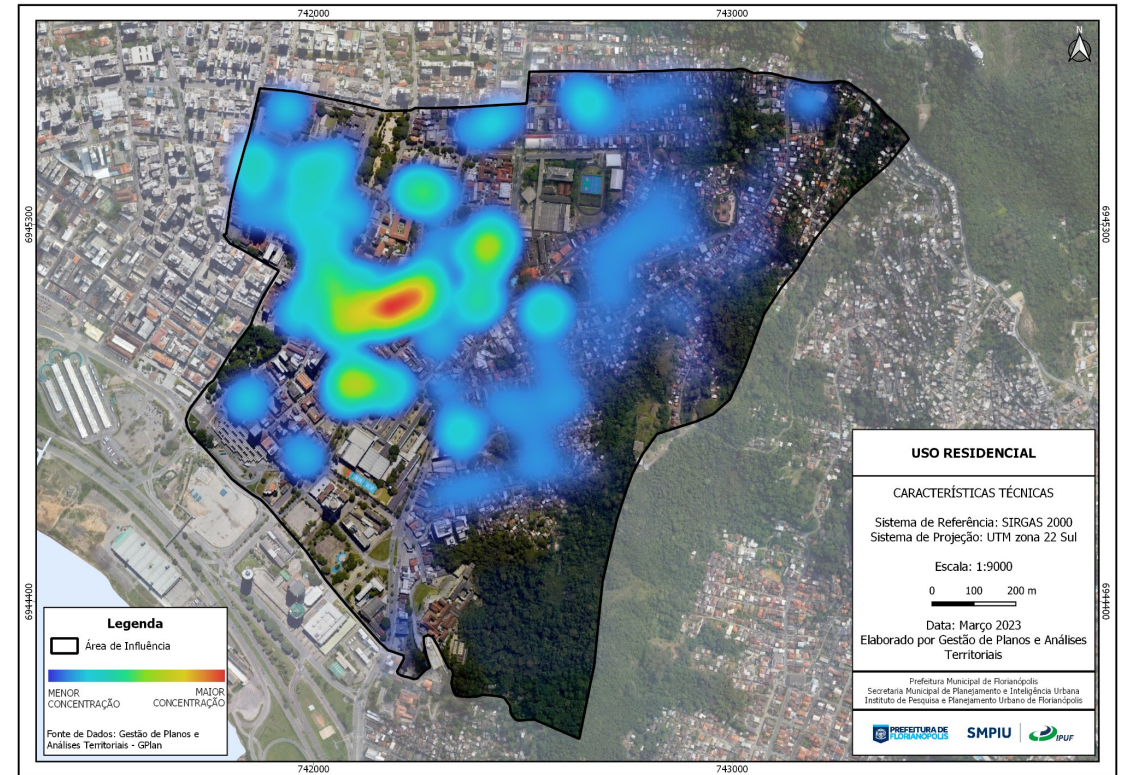 742000
743000
N
6945300
6945300
6944400
6944400
USO RESIDENCIAL
CARACTERÍSTICAS TÉCNICAS
Sistema de Referência: SIRGAS 2000
Sistema de Projeção: UTM zona 22 Sul
Escala: 1:9000
0 100 200 m
Data: Março 2023
Elaborado por Gestão de Planos e Análises
Territoriais
Prefeitura Municipal de Florianópolis
Secretaria Municipal de Planejamento e Inteligência Urbana
Instituto de Pesquisa e Planejamento Urbano de Florianópolis
PREFEITURA DE
FLORIANÓPOLIS
SMPIU
IPUF
Legenda
Área de Influência
MENOR
CONCENTRAÇÃO
MAIOR
CONCENTRAÇÃO
Fonte de Dados: Gestão de Planos e
Análises Territoriais - GPlan
742000
743000